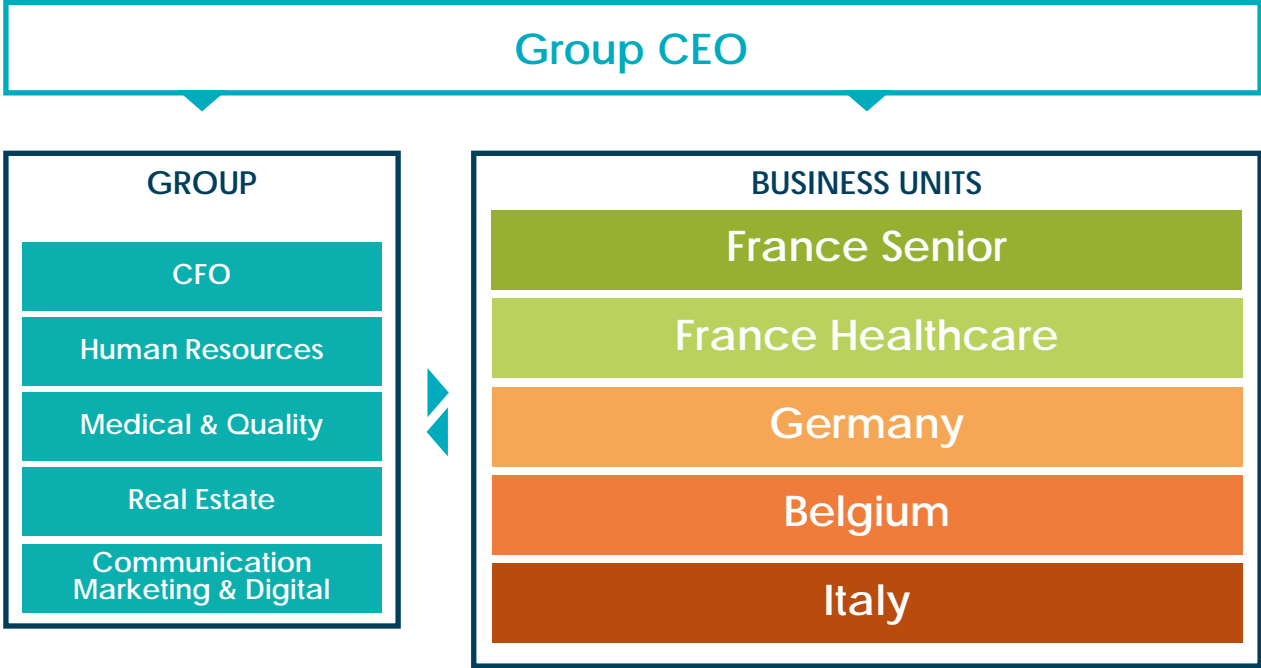 Group CEO
GROUP
CFO
Human Resources
Medical & Quality
Real Estate
Communication
Marketing & Digital
BUSINESS UNITS
France Senior
France Healthcare
Germany
Belgium
Italy